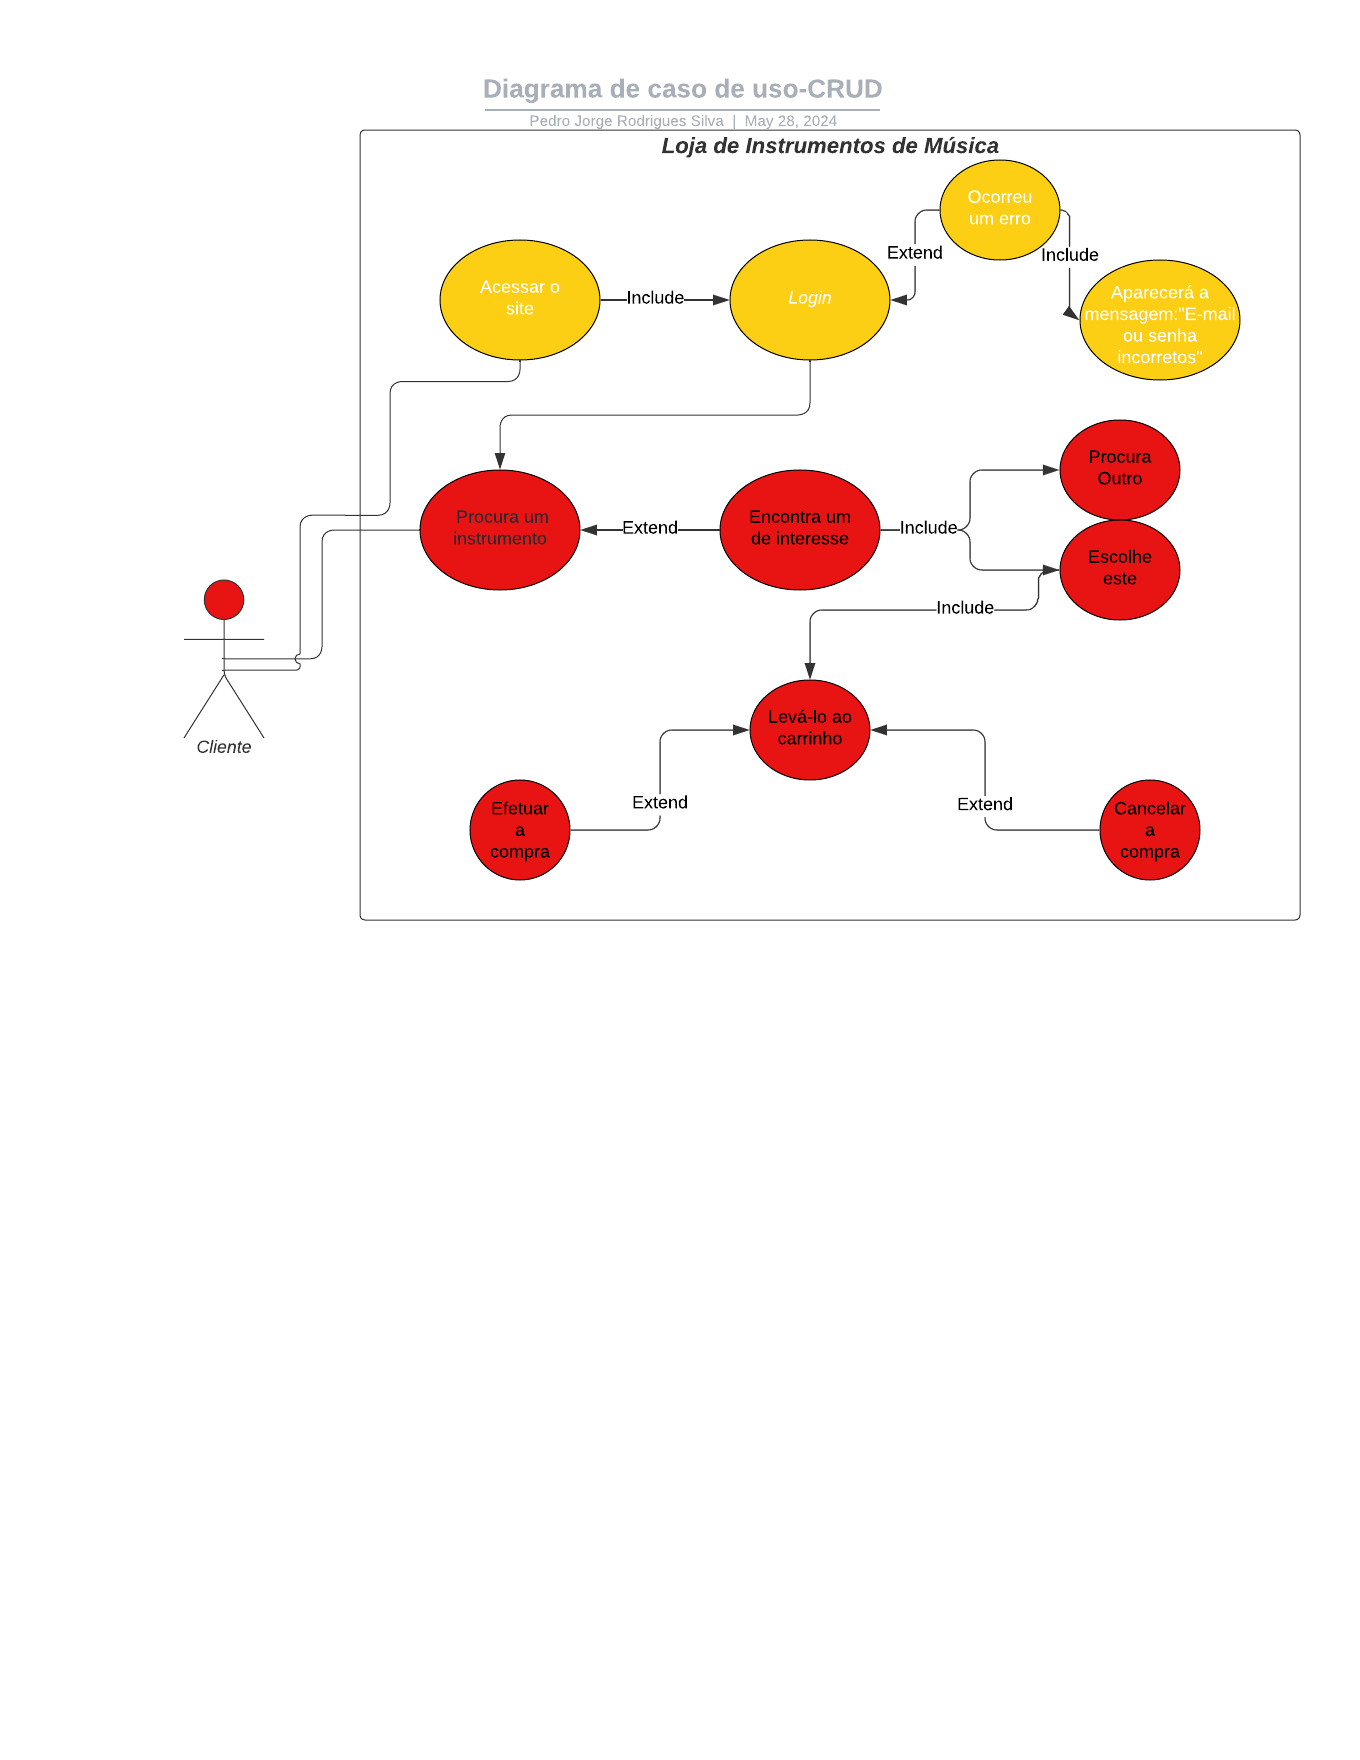 Diagrama de caso de uso-CRUD
Pedro Jorge Rodrigues Silva | May 28, 2024
Loja de Instrumentos de Música
Ocorreu
um erro
Extend
Include
Acessar o
site
Include
Login
Aparecerá a
mensagem:"E-mail
ou senha
incorretos"
Procura
Outro
Procura um
instrumento
Extend
Encontra um
de interesse
Include
Escolhe
este
Include
Levá-lo ao
carrinho
Cliente
Extend
Extend
Efetuar
a
compra
Cancelar
a
compra